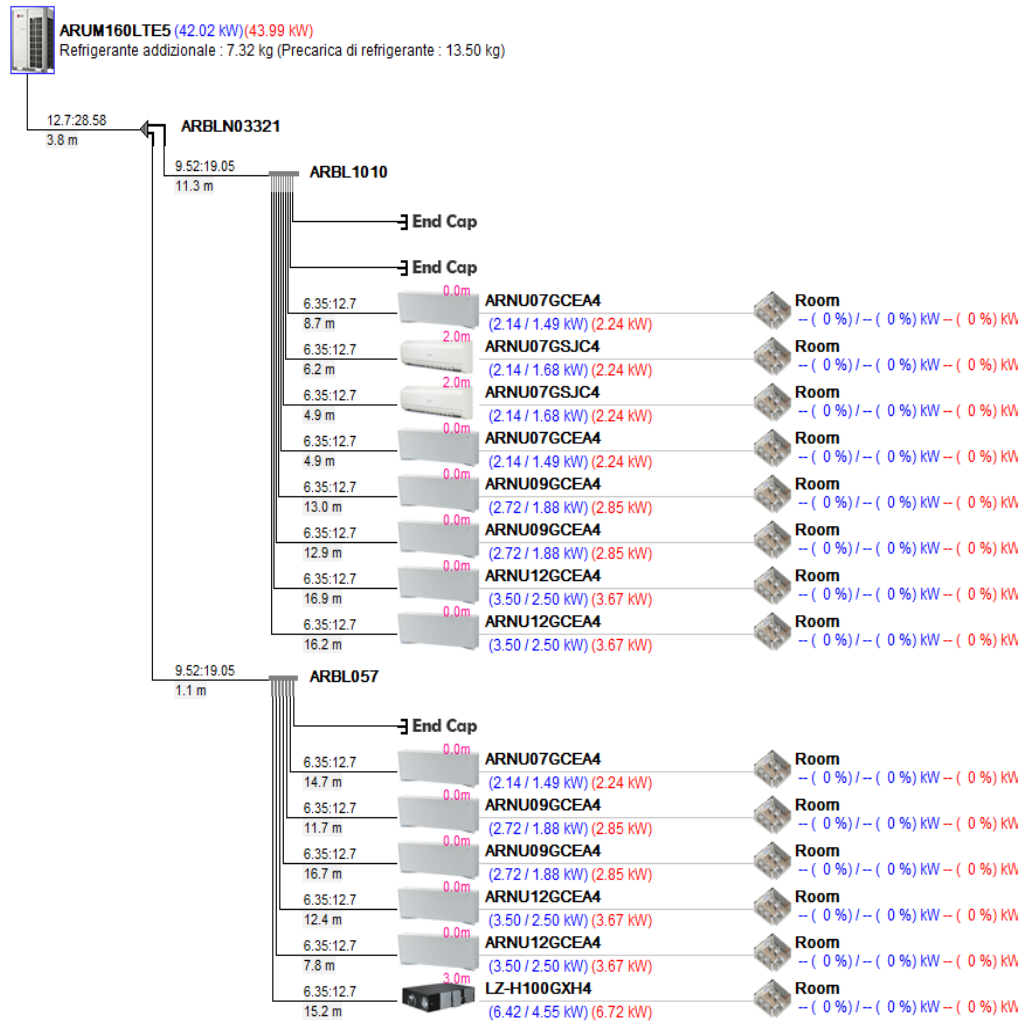 ARUM160LTE5 (42.02 kW)(43.99 kW)
Refrigerante addizionale : 7.32 kg (Precarica di refrigerante : 13.50 kg)
12.7:28.58
3.8 m
ARBLN03321
9.52:19.05
11.3 m
ARBL1010
End Cap
End Cap
6.35:12.7
8.7 m
0.0m
ARNU07GCEA4
(2.14 / 1.49 kW) (2.24 kW)
Room
-- ( 0 %) / -- ( 0 %) kW -- ( 0 %) kW
6.35:12.7
6.2 m
2.0m
ARNU07GSJC4
(2.14 / 1.68 kW) (2.24 kW)
Room
-- ( 0 %) / -- ( 0 %) kW -- ( 0 %) kW
6.35:12.7
4.9 m
2.0m
ARNU07GSJC4
(2.14 / 1.68 kW) (2.24 kW)
Room
-- ( 0 %) / -- ( 0 %) kW -- ( 0 %) kW
6.35:12.7
4.9 m
0.0m
ARNU07GCEA4
(2.14 / 1.49 kW) (2.24 kW)
Room
-- ( 0 %) / -- ( 0 %) kW -- ( 0 %) kW
6.35:12.7
13.0 m
0.0m
ARNU09GCEA4
(2.72 / 1.88 kW) (2.85 kW)
Room
-- ( 0 %) / -- ( 0 %) kW -- ( 0 %) kW
6.35:12.7
12.9 m
0.0m
ARNU09GCEA4
(2.72 / 1.88 kW) (2.85 kW)
Room
-- ( 0 %) / -- ( 0 %) kW -- ( 0 %) kW
6.35:12.7
16.9 m
0.0m
ARNU12GCEA4
(3.50 / 2.50 kW) (3.67 kW)
Room
-- ( 0 %) / -- ( 0 %) kW -- ( 0 %) kW
6.35:12.7
16.2 m
0.0m
ARNU12GCEA4
(3.50 / 2.50 kW) (3.67 kW)
Room
-- ( 0 %) / -- ( 0 %) kW -- ( 0 %) kW
9.52:19.05
1.1 m
ARBL057
End Cap
6.35:12.7
14.7 m
0.0m
ARNU07GCEA4
(2.14 / 1.49 kW) (2.24 kW)
Room
-- ( 0 %) / -- ( 0 %) kW -- ( 0 %) kW
6.35:12.7
11.7 m
0.0m
ARNU09GCEA4
(2.72 / 1.88 kW) (2.85 kW)
Room
-- ( 0 %) / -- ( 0 %) kW -- ( 0 %) kW
6.35:12.7
16.7 m
0.0m
ARNU09GCEA4
(2.72 / 1.88 kW) (2.85 kW)
Room
-- ( 0 %) / -- ( 0 %) kW -- ( 0 %) kW
6.35:12.7
12.4 m
0.0m
ARNU12GCEA4
(3.50 / 2.50 kW) (3.67 kW)
Room
-- ( 0 %) / -- ( 0 %) kW -- ( 0 %) kW
6.35:12.7
7.8 m
0.0m
ARNU12GCEA4
(3.50 / 2.50 kW) (3.67 kW)
Room
-- ( 0 %) / -- ( 0 %) kW -- ( 0 %) kW
6.35:12.7
15.2 m
3.0m
LZ-H100GXH4
(6.42 / 4.55 kW) (6.72 kW)
Room
-- ( 0 %) / -- ( 0 %) kW -- ( 0 %) kW